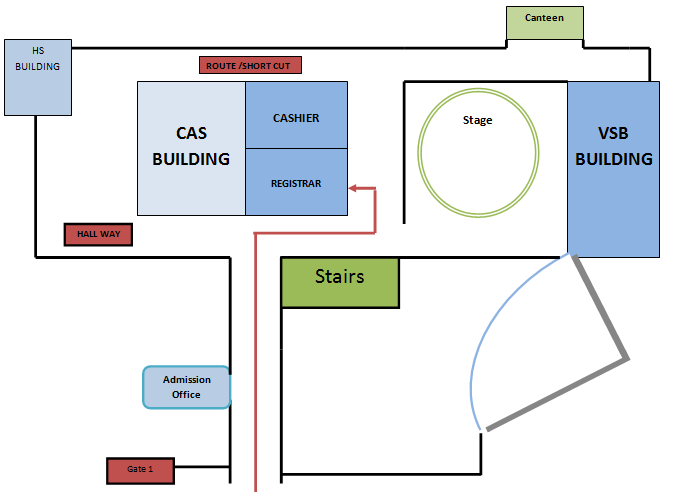 Canteen
HS
BUILDING
ROUTE /SHORT CUT
CAS
BUILDING
CASHIER
REGISTRAR
Stage
VSB
BUILDING
HALL WAY
Stairs
Admission
Office
Gate 1